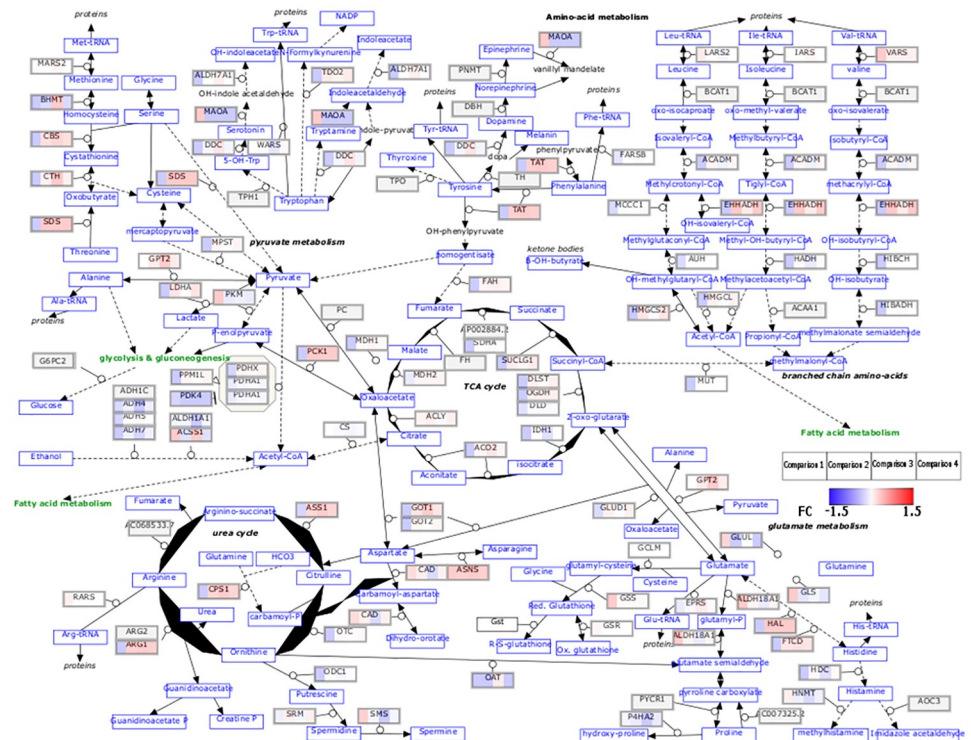 proteins
Met-tRNA
MARS2
Methionine
Glycine
BHMT
Homocysteine
Serine
CBS
Cystathionine
CTH
SDS
Oxobutyrate
Cysteine
SDS
Threonine
mercaptopyruvate
MPST
pyruvate metabolism
proteins
Trp-tRNA
NADP
OH-indoleacetate
N-Formylkynurenine
Indoleacetate
ALDH7A1
TDO2
ALDH7A1
OH-indole acetaldehyde
Indoleacetaldehyde
MAOA
MAOA
Serotonin
Tryptamine
indole-pyruvate
DDC
WARS
5-OH-Trp
DDC
TPH1
Tryptophan
Amino-acid metabolism
MAOA
Epinephrine
vanillyl mandelate
PNMT
Norepinephrine
proteins
DBH
proteins
Dopamine
Tyr-tRNA
Melanin
Phe-tRNA
DDC
dopa
phenylpyruvate
Thyroxine
TAT
FARSB
TPO
TH
Tyrosine
Phenylalanine
TAT
OH-phenylpyruvate
homogentisate
ketone bodies
B-OH-butyrate
FAH
Fumarate
Succinate
proteins
Leu-tRNA
Ile-tRNA
Val-tRNA
LARS2
IARS
VARS
Leucine
Isoleucine
valine
BCAT1
BCAT1
BCAT1
oxo-isocaproate
oxo-methyl-valerate
oxo-isovalerate
Isovaleryl-CoA
Methylbutyryl-CoA
isobutyryl-CoA
ACADM
ACADM
ACADM
Methylcrotonyl-CoA
Tiglyl-CoA
methacrylyl-CoA
MCCC1
EHHADH
EHHADH
EHHADH
OH-isovaleryl-CoA
Methylglutaconyl-CoA
Methyl-OH-butyryl-CoA
OH-isobutyryl-CoA
AUH
HADH
HIBCH
OH-methylglutaryl-CoA
Methylacetoacetyl-CoA
OH-isobutyrate
HMGCS2
HMGCL
ACAA1
HIBADH
Acetyl-CoA
Propionyl-CoA
methylmalonate semialdehyde
methylmalonyl-CoA
branched chain amino-acids
MUT
Fatty acid metabolism
Alanine
GPT2
Pyruvate
Ala-tRNA
LDHA
PKM
proteins
Lactate
P-enolpyruvate
PC
MDH1
glycolysis & gluconeogenesis
G6PC2
PCK1
PPM1L
PDHX
PDHA1
PDHA1
PDK4
ADH1C
ADH4
ADH5
ADH7
ALDH1A1
ACSS1
Glucose
Ethanol
Acetyl-CoA
Fatty acid metabolism
CS
Malate
SDHA
FH
SUCLG1
MDH2
TCA cycle
Succinyl-CoA
DLST
OGDH
DLD
Oxaloacetate
ACLY
2-oxo-glutarate
Citrate
IDH1
ACO2
Aconitate
isocitrate
Comparison 1
Comparison 2
Comparison 3
Comparison 4
FC
-1.5
1.5
glutamate metabolism
Fumarate
Arginino-succinate
ASS1
urea cycle
Glutamine
HCO3
Arginine
Citrulline
CPS1
RARS
Urea
carbamoyl-P
Arg-tRNA
ARG2
ARG1
OTC
proteins
Ornithine
Guanidinoacetate
Guanidinoacetate P
Creatine P
ODC1
Putrescine
SRM
SMS
Spermidine
Spermine
GOT1
GOT2
Aspartate
Asparagine
CAD
ASNS
Carbamoyl-aspartate
CAD
Dihydro-orotate
OAT
Alanine
GPT2
GLUD1
Pyruvate
Oxaloacetate
GLUL
GCLM
glutamyl-cysteine
Glutamate
Glutamine
Glycine
Cysteine
GLS
GSS
Red. Glutathione
EPRS
ALDH18A1
proteins
Gst
GSR
Glu-tRNA
glutamyl-P
HAL
His-tRNA
ALDH18A1
FTCD
R-S-glutathione
Ox. glutathione
Histidine
HDC
HNMT
Histamine
AOC3
pyrroline carboxylate
PYCR1
P4HA2
hydroxy-proline
Proline
methylhistamine
Imidazole acetaldehyde